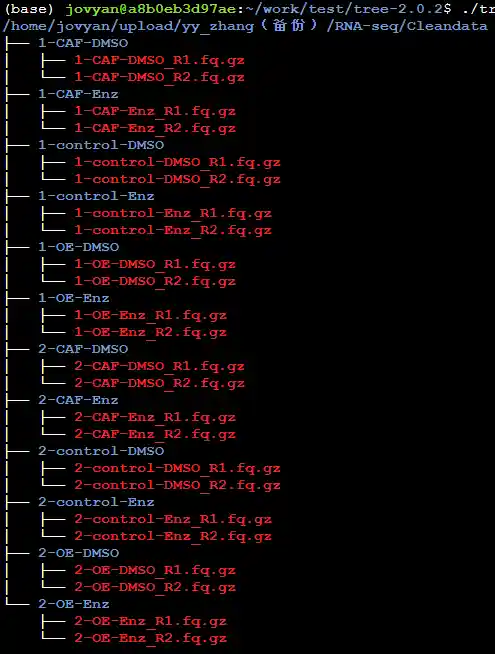 (base) jovyan@a8b0eb3d97ae:~/work/test/tree-2.0.2$ ./tr
/home/jovyan/upload/yy_zhang（备份）/RNA-seq/Cleandata
├── 1-CAF-DMSO
│   ├── 1-CAF-DMSO_R1.fq.gz
│   └── 1-CAF-DMSO_R2.fq.gz
├── 1-CAF-Enz
│   ├── 1-CAF-Enz_R1.fq.gz
│   └── 1-CAF-Enz_R2.fq.gz
├── 1-control-DMSO
│   ├── 1-control-DMSO_R1.fq.gz
│   └── 1-control-DMSO_R2.fq.gz
├── 1-control-Enz
│   ├── 1-control-Enz_R1.fq.gz
│   └── 1-control-Enz_R2.fq.gz
├── 1-OE-DMSO
│   ├── 1-OE-DMSO_R1.fq.gz
│   └── 1-OE-DMSO_R2.fq.gz
├── 1-OE-Enz
│   ├── 1-OE-Enz_R1.fq.gz
│   └── 1-OE-Enz_R2.fq.gz
├── 2-CAF-DMSO
│   ├── 2-CAF-DMSO_R1.fq.gz
│   └── 2-CAF-DMSO_R2.fq.gz
├── 2-CAF-Enz
│   ├── 2-CAF-Enz_R1.fq.gz
│   └── 2-CAF-Enz_R2.fq.gz
├── 2-control-DMSO
│   ├── 2-control-DMSO_R1.fq.gz
│   └── 2-control-DMSO_R2.fq.gz
├── 2-control-Enz
│   ├── 2-control-Enz_R1.fq.gz
│   └── 2-control-Enz_R2.fq.gz
├── 2-OE-DMSO
│   ├── 2-OE-DMSO_R1.fq.gz
│   └── 2-OE-DMSO_R2.fq.gz
└── 2-OE-Enz
    ├── 2-OE-Enz_R1.fq.gz
    └── 2-OE-Enz_R2.fq.gz